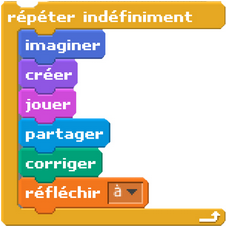 répéter indéfiniment
imaginer
créer
jouer
partager
corriger
réfléchir à